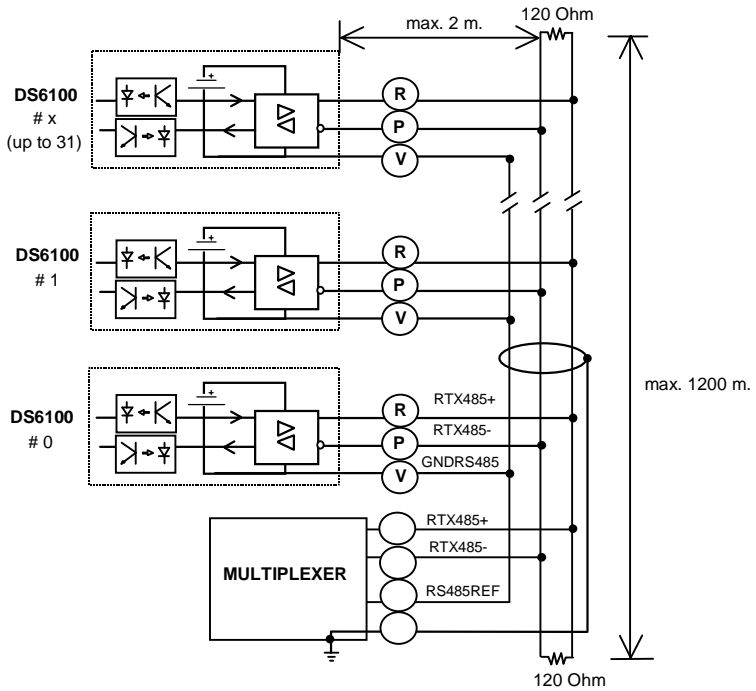 120 Ohm
max. 2 m.
DS6100
# x
(up to 31)
R
P
V
DS6100
# 1
R
P
V
max. 1200 m.
DS6100
# 0
R
RTX485+
P
RTX485-
V
GNDRS485
MULTIPLEXER
RTX485+
RTX485-
RS485REF
120 Ohm